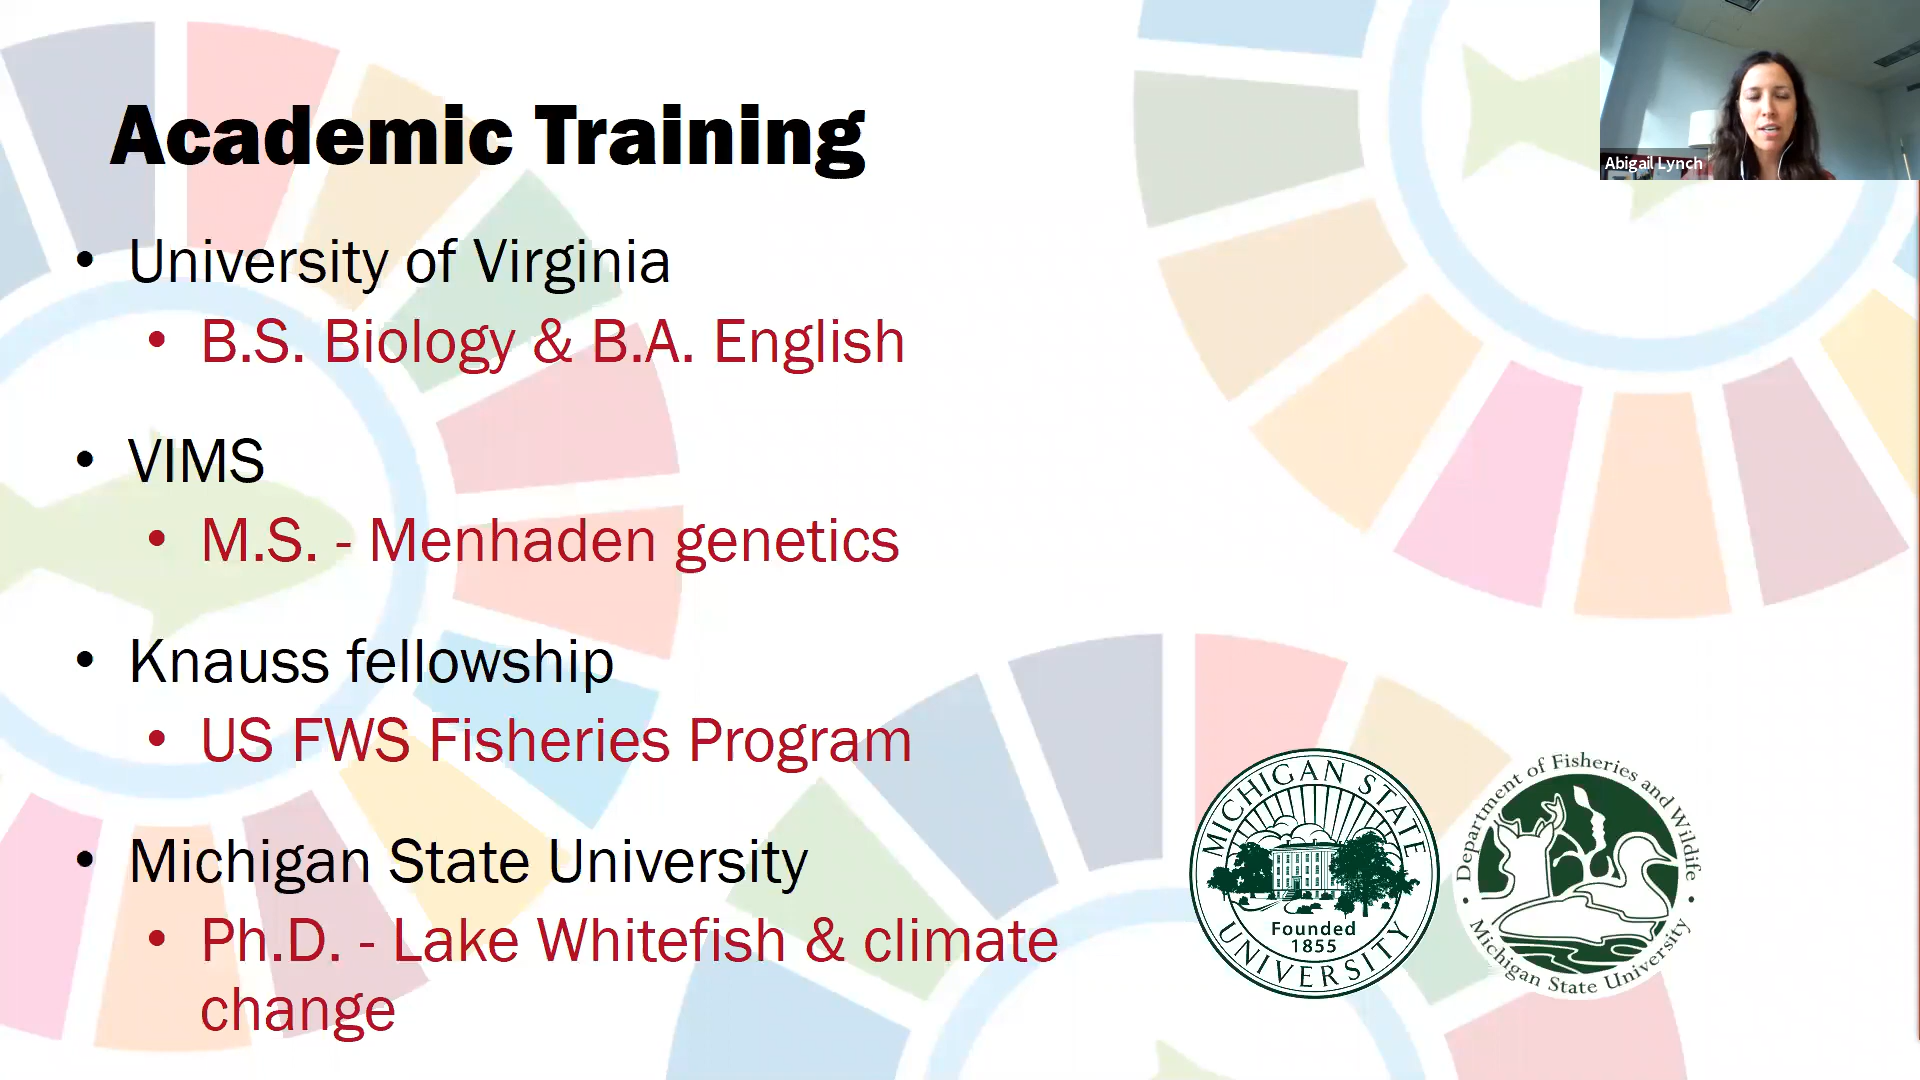 Academic Training
Abigail Lynch
• University of Virginia
• B.S. Biology & B.A. English
• VIMS
• M.S. - Menhaden genetics
• Knauss fellowship
• US FWS Fisheries Program
• Michigan State University
• Ph.D. - Lake Whitefish & climate
change
MICHIGAN STATE
UNIVERSITY
Founded
1855
Department of Fisheries and Wildlife
• Michigan State University •